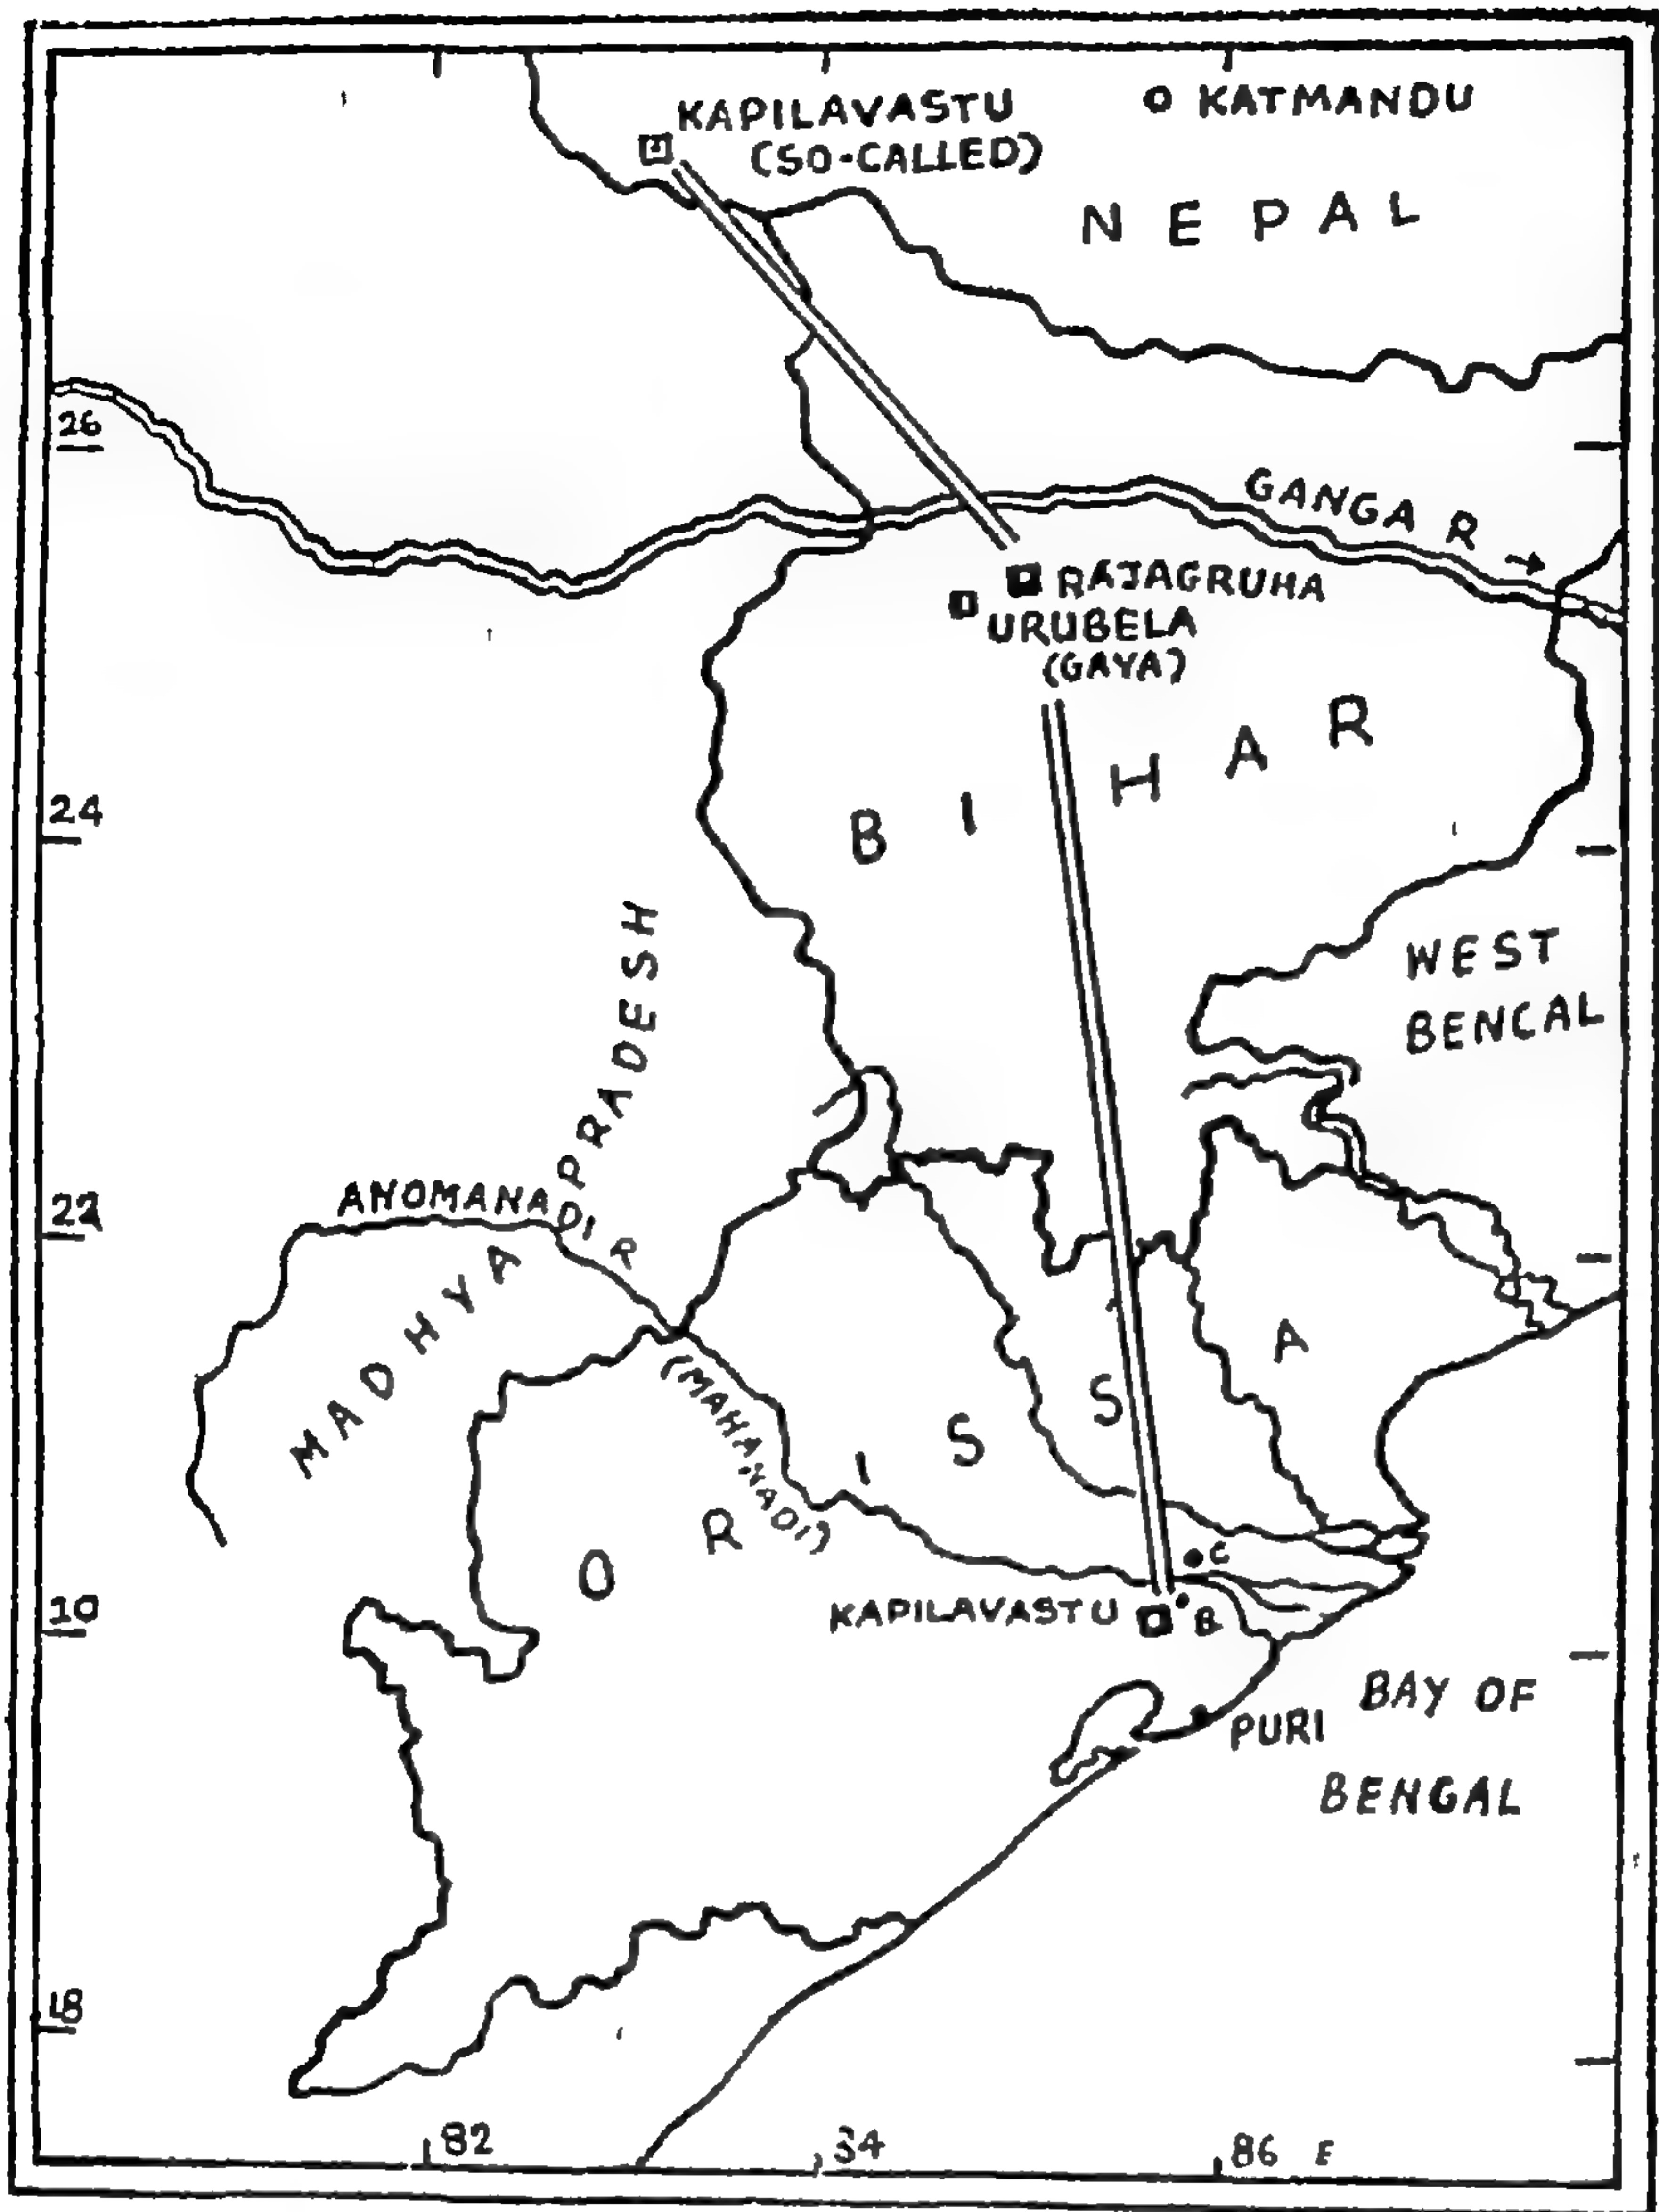 KAPILAVASTU
(SO-CALLED)
O KATMANDU
NEPAL
26
GANGA R →
RAJAGRUHA
URUBELA
(GAYA)
BIHAR
24
WEST
BENCAL
MADHYA PRADESH
ANOMANADI R
22
(MAHANADI)
ORISSA
C
10
KAPILAVASTU
B
PURI
BAY OF
BENGAL
18
82
34
86 E